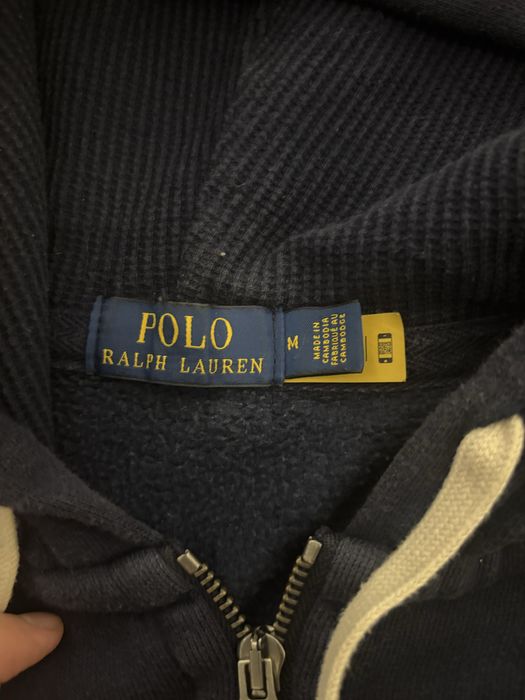 POLO
RALPH LAUREN
M
MADE IN
CAMBODIA
FABRIQUÉ AU
CAMBODGE